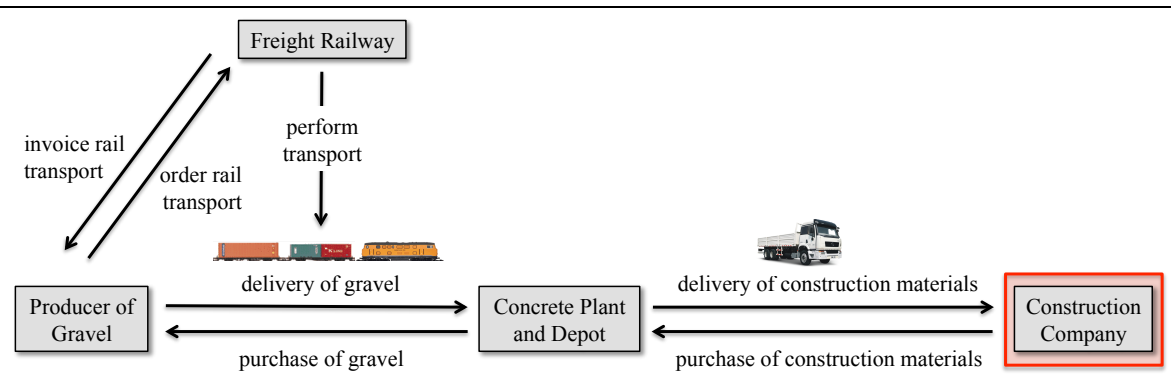 Freight Railway
invoice rail
transport
order rail
transport
perform
transport
delivery of gravel
delivery of construction materials
Producer of
Gravel
Concrete Plant
and Depot
Construction
Company
purchase of gravel
purchase of construction materials